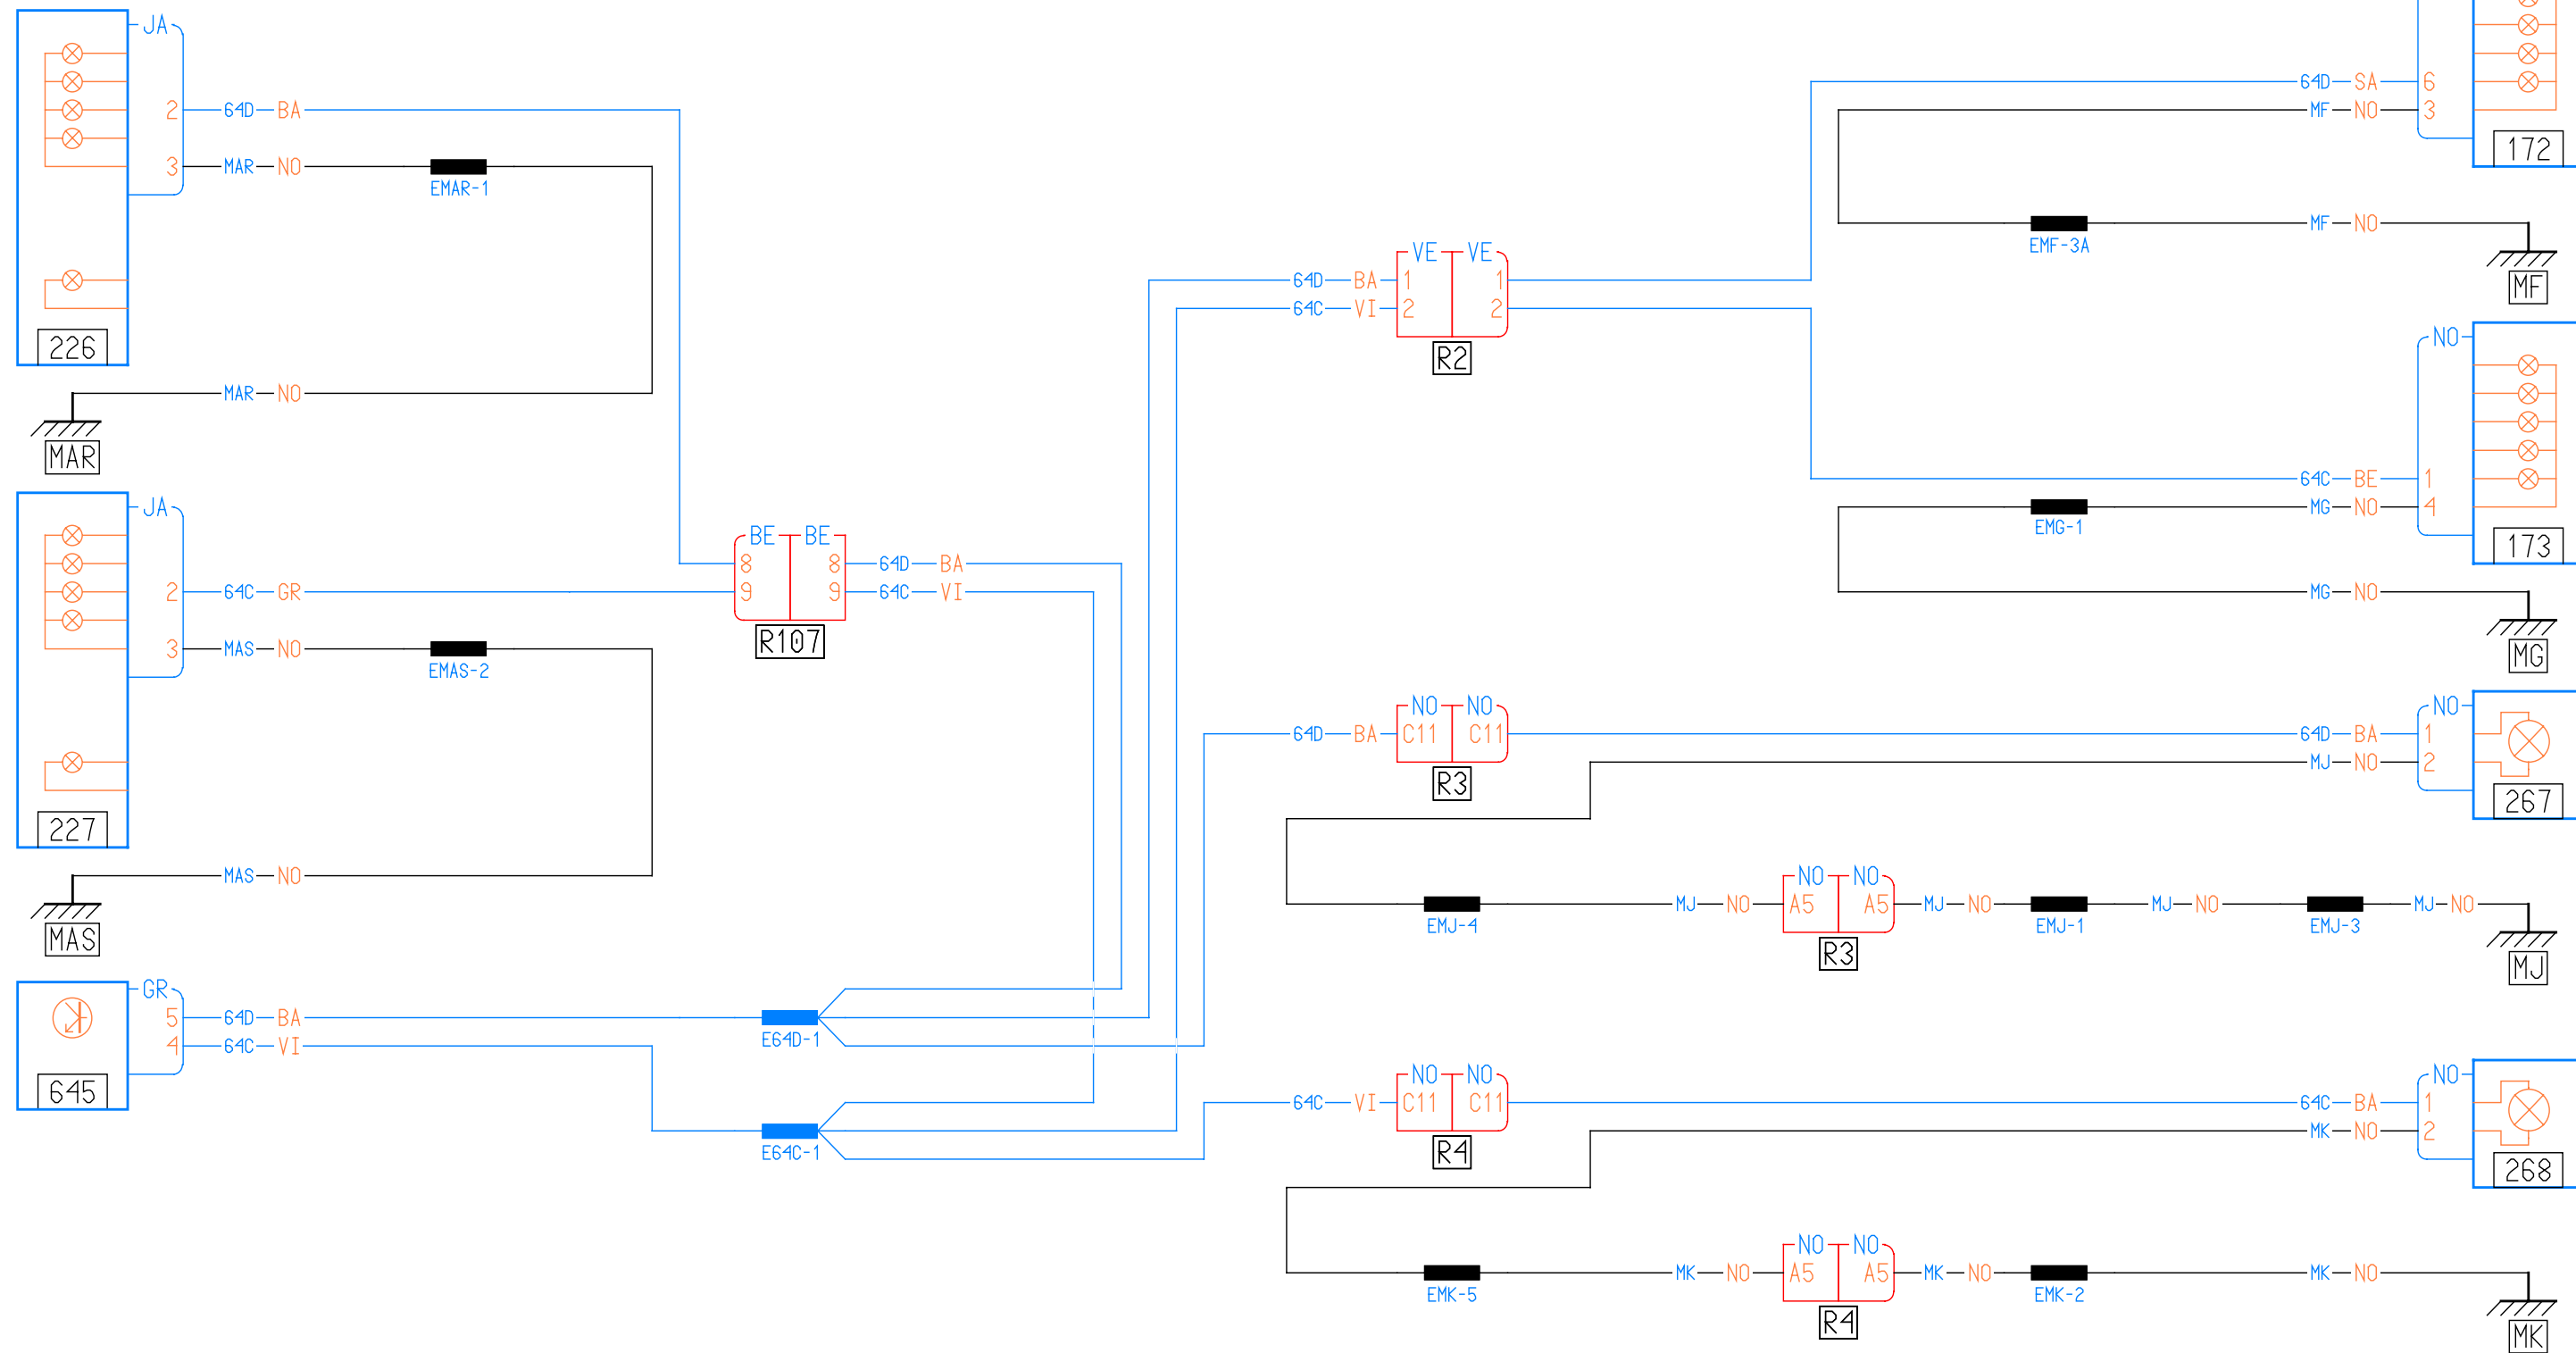 JA
2 64D BA
3 MAR NO
EMAR-1
226
MAR NO
MAR
JA
2 64C GR
3 MAS NO
EMAS-2
227
MAS NO
MAS
GR
5 64D BA
4 64C VI
645
BE BE
8 8 64D BA
9 9 64C VI
R107
E64D-1
E64C-1
64D SA 6
MF NO 3
172
EMF-3A
MF NO
MF
VE VE
64D BA 1 1
64C VI 2 2
R2
NO
64C BE 1
MG NO 4
EMG-1
173
MG NO
MG
NO NO
64D BA C11 C11
R3
NO
64D BA 1
MJ NO 2
267
NO NO
EMJ-4 MJ NO A5 A5 MJ NO EMJ-1 MJ NO EMJ-3 MJ NO
R3
MJ
NO NO
64C VI C11 C11
R4
NO
64C BA 1
MK NO 2
268
NO NO
EMK-5 MK NO A5 A5 MK NO EMK-2 MK NO
R4
MK